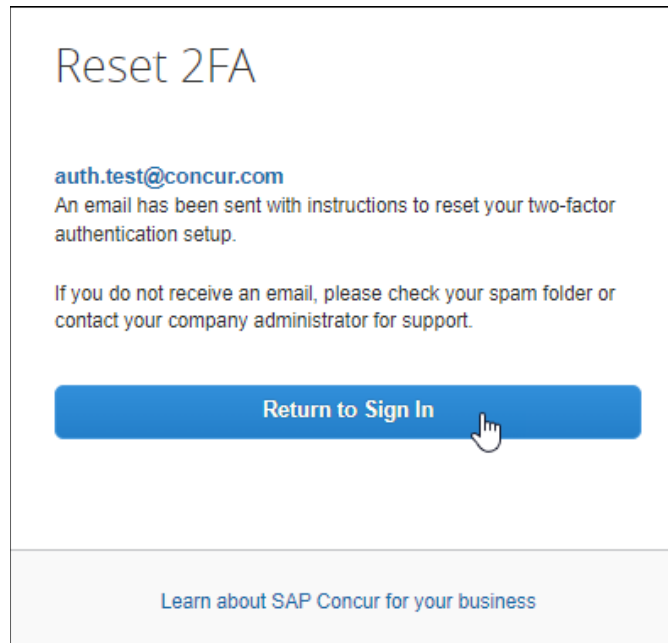 Reset 2FA
auth.test@concur.com
An email has been sent with instructions to reset your two-factor
authentication setup.
If you do not receive an email, please check your spam folder or
contact your company administrator for support.
Return to Sign In
Learn about SAP Concur for your business